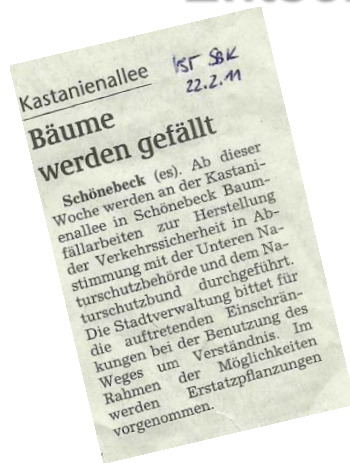 Kastanienallee
VST SBK
22.2.11
Bäume
werden gefällt
Schönebeck (es). Ab dieser
Woche werden an der Kastani-
enallee in Schönebeck Baum-
fällarbeiten zur Herstellung
der Verkehrssicherheit in Ab-
stimmung mit der Unteren Na-
turschutzbehörde und dem Na-
turschutzbund durchgeführt.
Die Stadtverwaltung bittet für
die auftretenden Einschrän-
kungen bei der Benutzung des
Weges um Verständnis. Im
Rahmen der Möglichkeiten
werden Erstatzpflanzungen
vorgenommen.